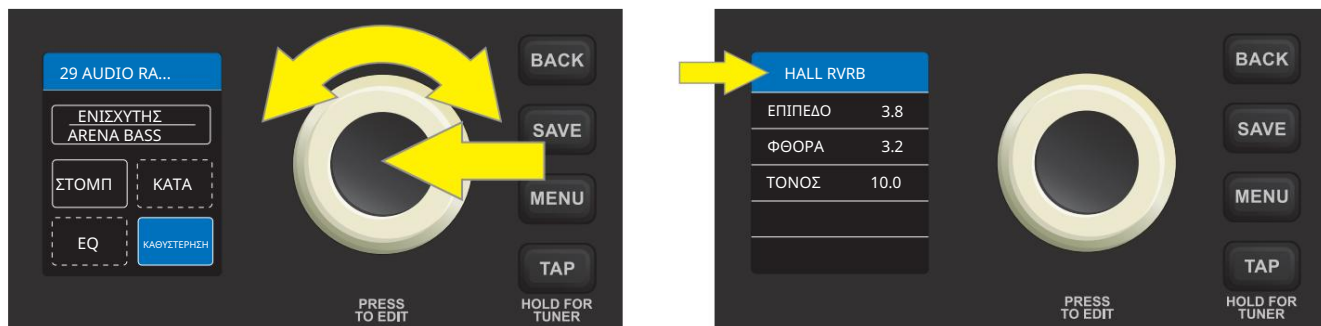 29 AUDIO RA...
ΕΝΙΣΧΥΤΗΣ
ARENA BASS
ΣΤΟΜΠ
ΚΑΤΑ
EQ
ΚΑΘΥΣΤΕΡΗΣΗ
BACK
SAVE
MENU
TAP
PRESS
TO EDIT
HOLD FOR
TUNER
HALL RVRB
ΕΠΙΠΕΔΟ 3.8
ΦΘΟΡΑ 3.2
ΤΟΝΟΣ 10.0
BACK
SAVE
MENU
TAP
PRESS
TO EDIT
HOLD FOR
TUNER